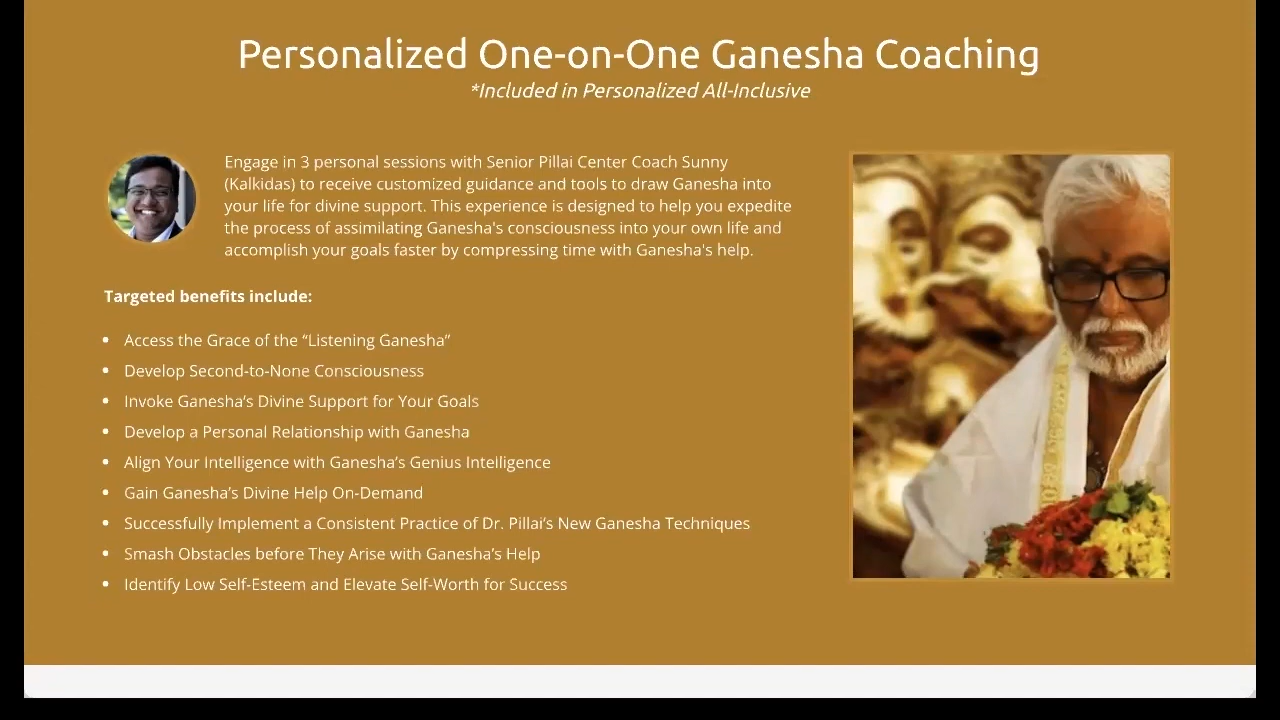 Personalized One-on-One Ganesha Coaching
*Included in Personalized All-Inclusive
Engage in 3 personal sessions with Senior Pillai Center Coach Sunny
(Kalkidas) to receive customized guidance and tools to draw Ganesha into
your life for divine support. This experience is designed to help you expedite
the process of assimilating Ganesha's consciousness into your own life and
accomplish your goals faster by compressing time with Ganesha's help.
Targeted benefits include:
• Access the Grace of the “Listening Ganesha”
• Develop Second-to-None Consciousness
• Invoke Ganesha’s Divine Support for Your Goals
• Develop a Personal Relationship with Ganesha
• Align Your Intelligence with Ganesha’s Genius Intelligence
• Gain Ganesha’s Divine Help On-Demand
• Successfully Implement a Consistent Practice of Dr. Pillai’s New Ganesha Techniques
• Smash Obstacles before They Arise with Ganesha’s Help
• Identify Low Self-Esteem and Elevate Self-Worth for Success